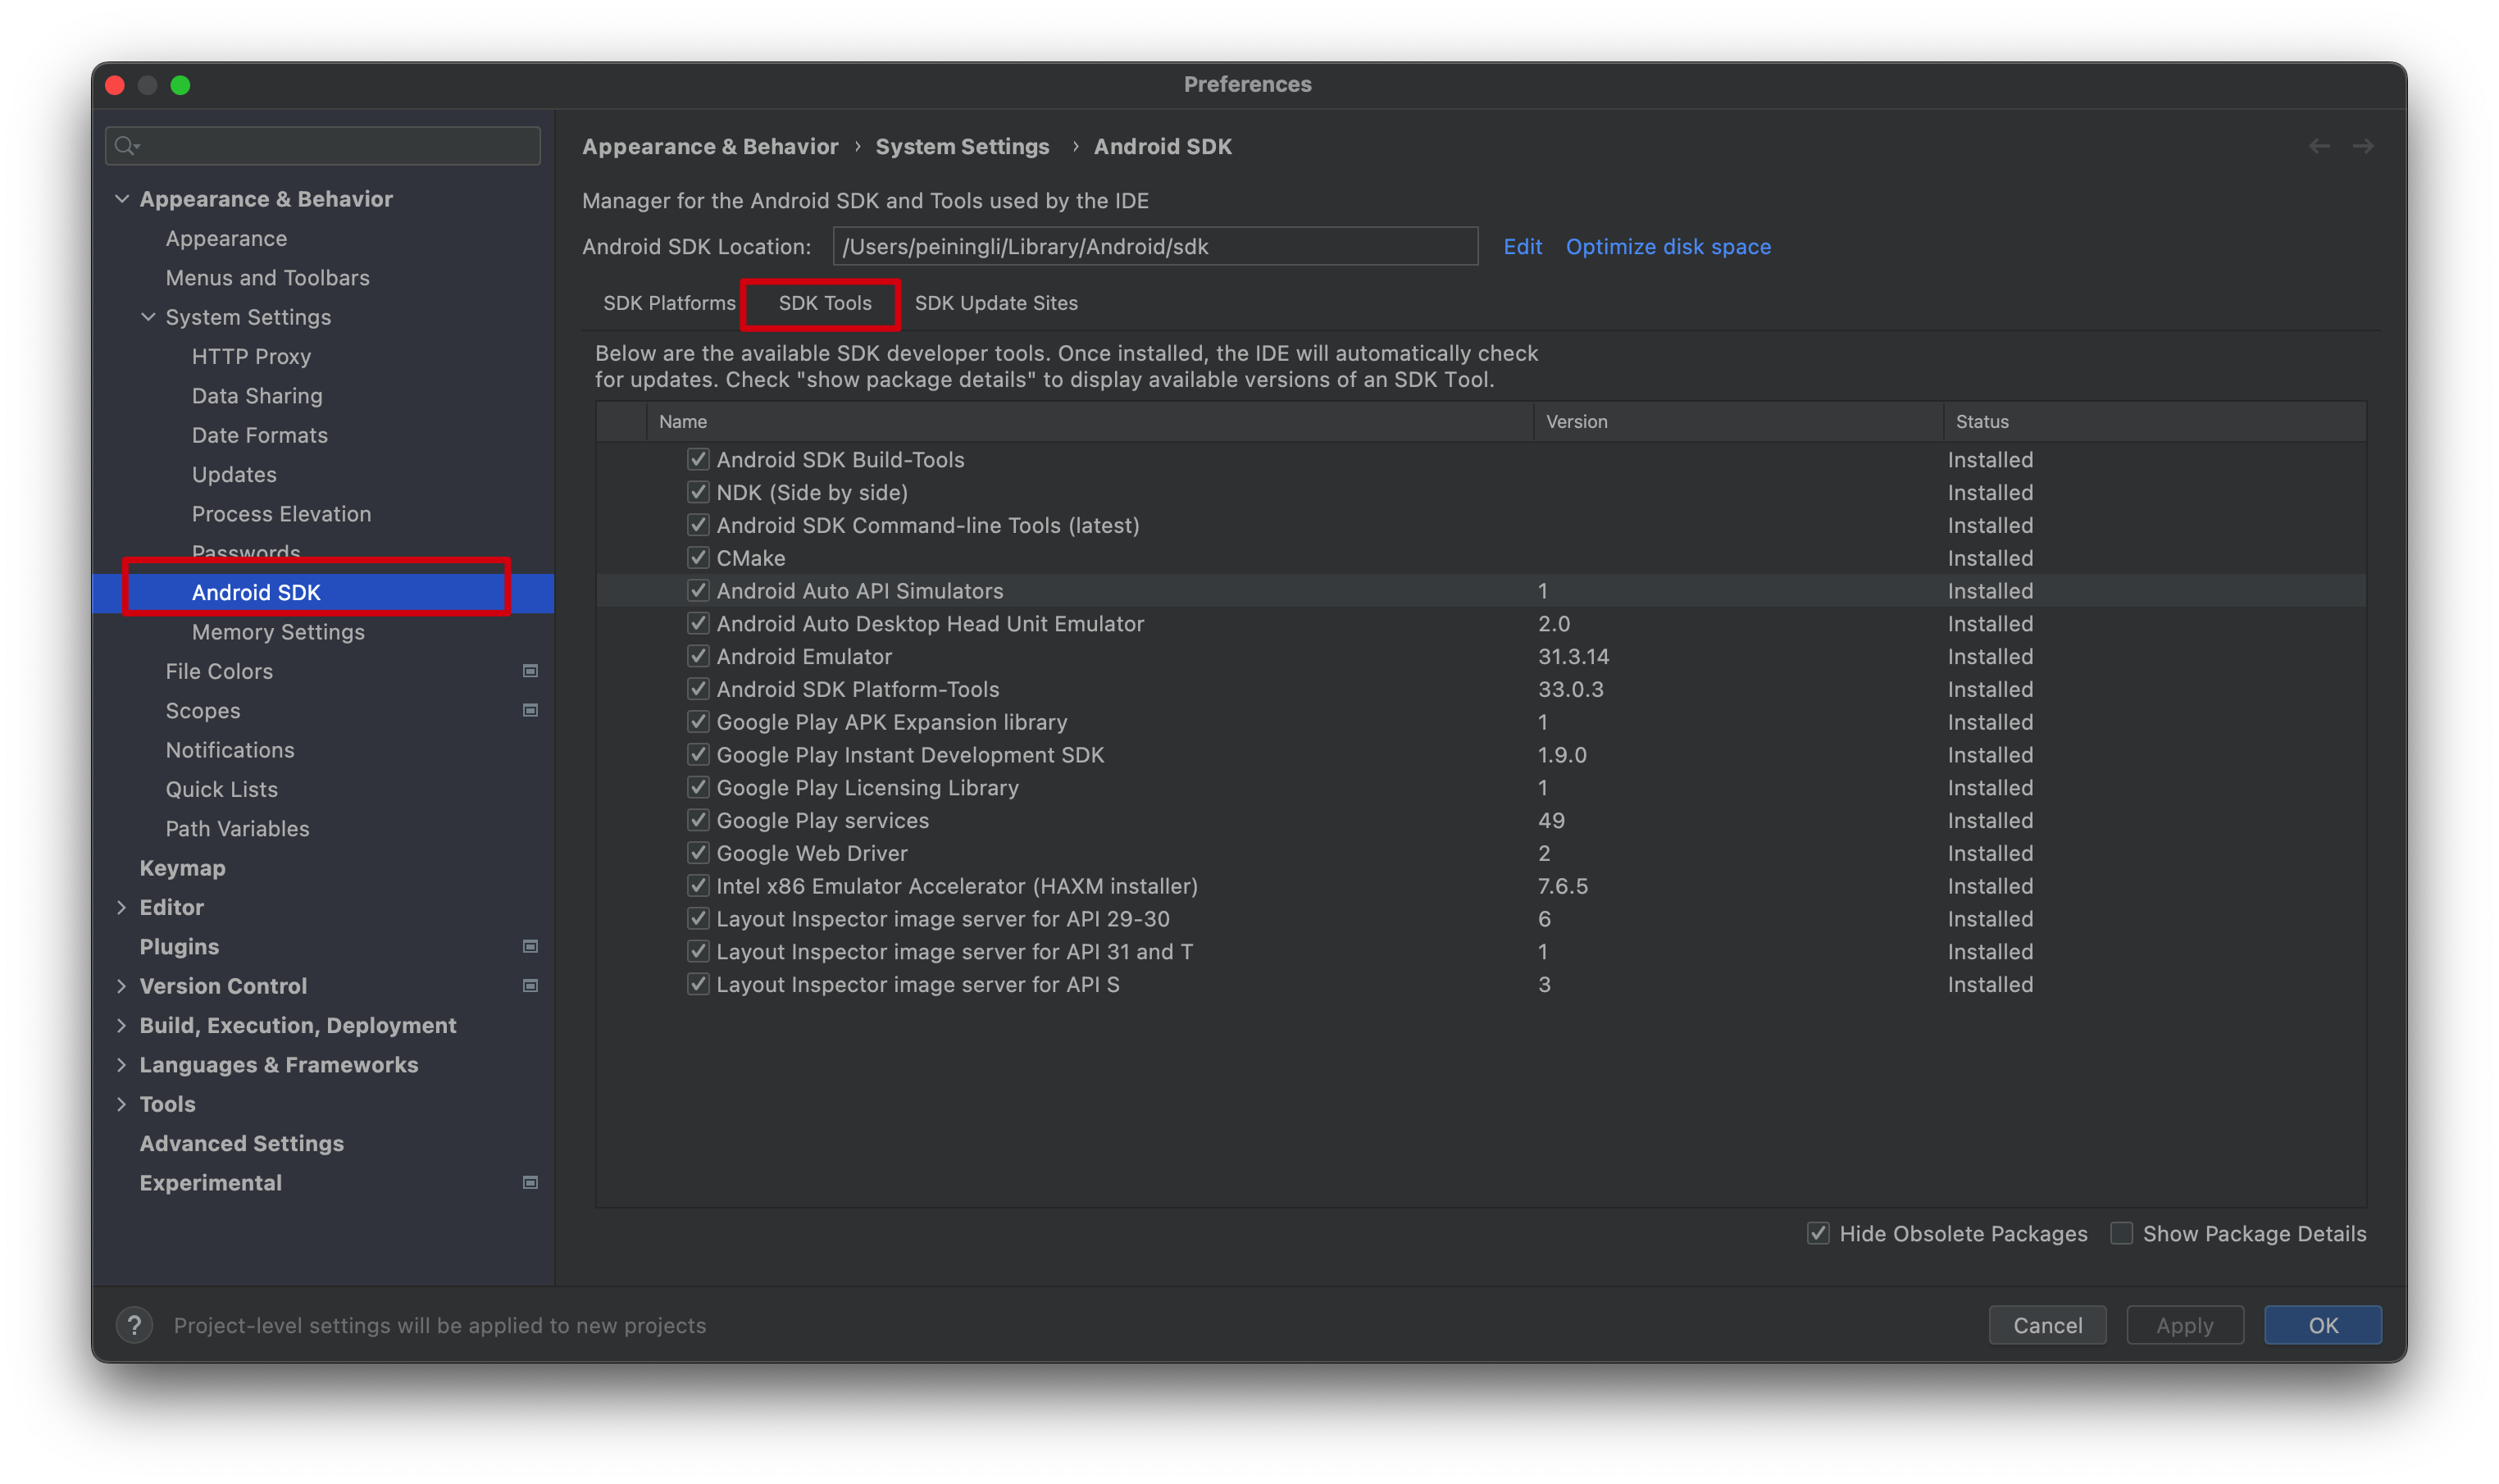 Preferences
Appearance & Behavior
Appearance
Menus and Toolbars
System Settings
HTTP Proxy
Data Sharing
Date Formats
Updates
Process Elevation
Passwords
Android SDK
Memory Settings
File Colors
Scopes
Notifications
Quick Lists
Path Variables
Keymap
Editor
Plugins
Version Control
Build, Execution, Deployment
Languages & Frameworks
Tools
Advanced Settings
Experimental
Appearance & Behavior › System Settings › Android SDK
Manager for the Android SDK and Tools used by the IDE
Android SDK Location: /Users/peiningli/Library/Android/sdk Edit Optimize disk space
SDK Platforms SDK Tools SDK Update Sites
Below are the available SDK developer tools. Once installed, the IDE will automatically check
for updates. Check "show package details" to display available versions of an SDK Tool.
Name Version Status
Android SDK Build-Tools Installed
NDK (Side by side) Installed
Android SDK Command-line Tools (latest) Installed
CMake Installed
Android Auto API Simulators 1 Installed
Android Auto Desktop Head Unit Emulator 2.0 Installed
Android Emulator 31.3.14 Installed
Android SDK Platform-Tools 33.0.3 Installed
Google Play APK Expansion library 1 Installed
Google Play Instant Development SDK 1.9.0 Installed
Google Play Licensing Library 1 Installed
Google Play services 49 Installed
Google Web Driver 2 Installed
Intel x86 Emulator Accelerator (HAXM installer) 7.6.5 Installed
Layout Inspector image server for API 29-30 6 Installed
Layout Inspector image server for API 31 and T 1 Installed
Layout Inspector image server for API S 3 Installed
Hide Obsolete Packages Show Package Details
? Project-level settings will be applied to new projects
Cancel Apply OK